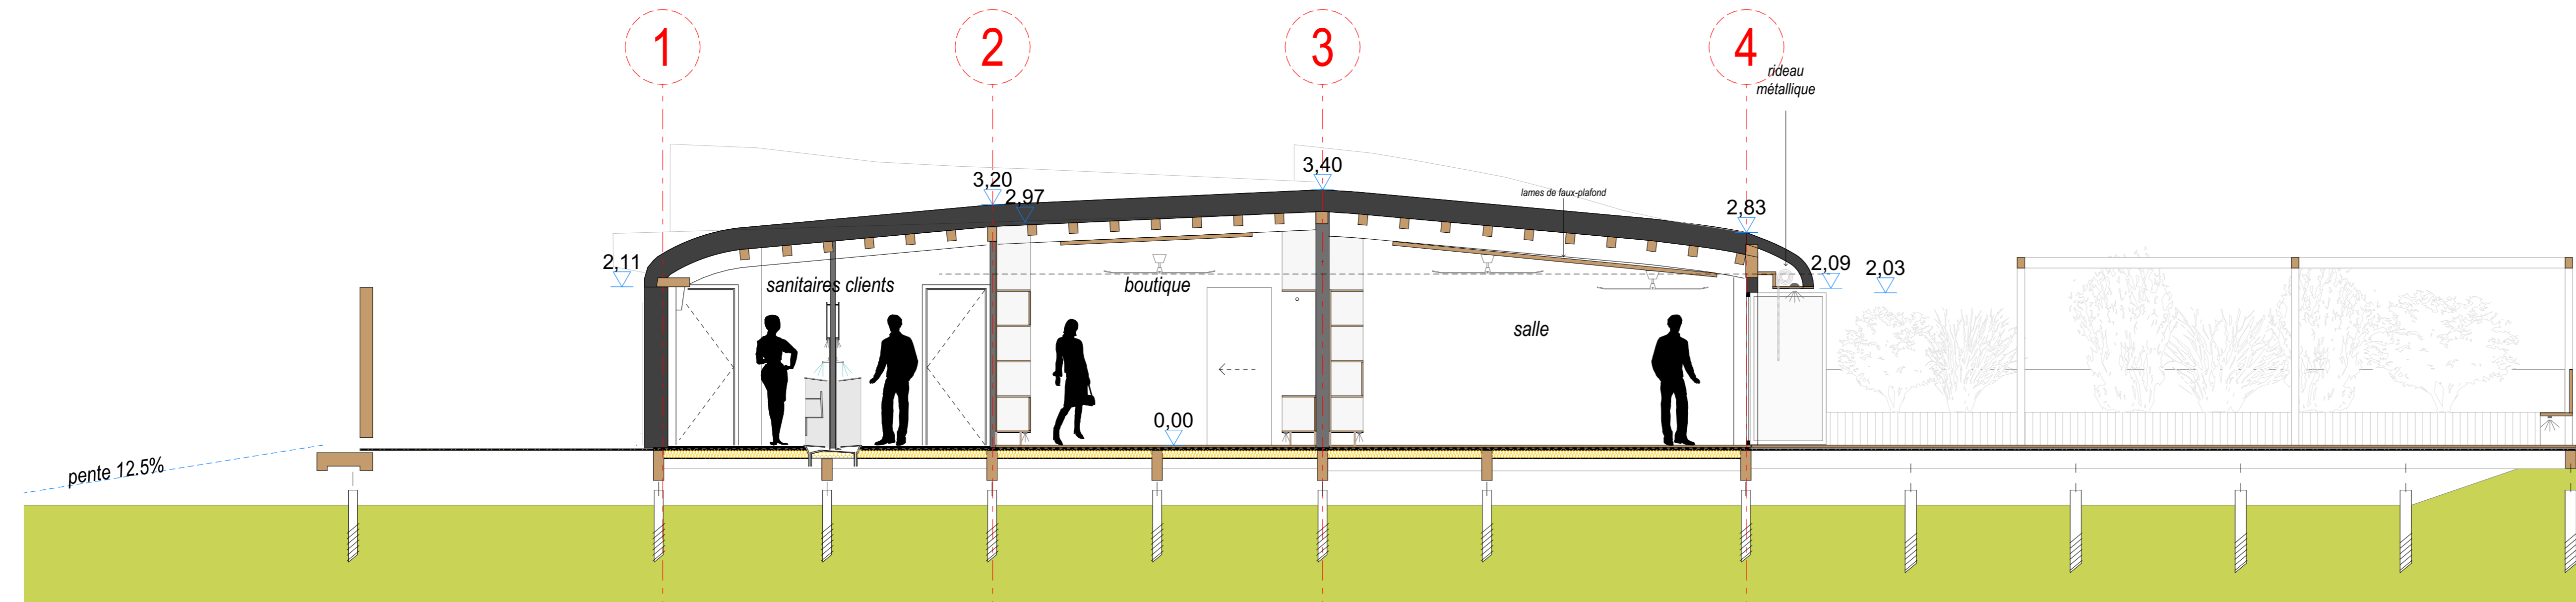 1
2
3
4
rideau
métallique
3,40
3,20
2,97
lames de faux-plafond
2,83
2,11
2,09
2,03
sanitaires clients
boutique
salle
0,00
pente 12.5%